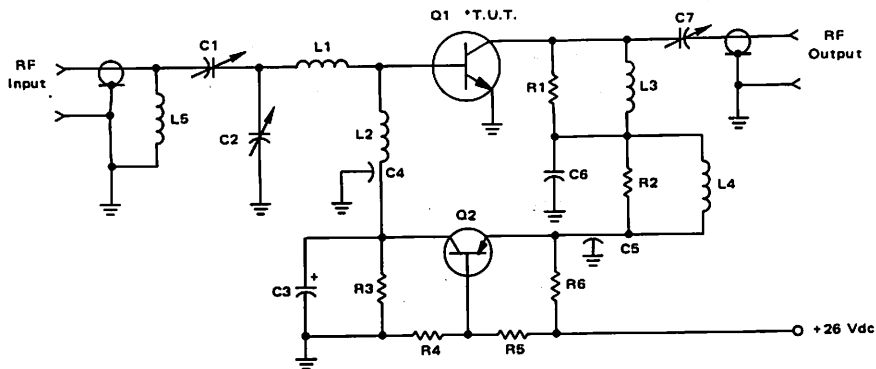 Q1 *T.U.T.
C7
C1
L1
RF
Input
RF
Output
R1
L3
L5
C2
L2
C4
C6
R2
L4
Q2
C5
C3
+
R3
R6
R4
R5
+26 Vdc